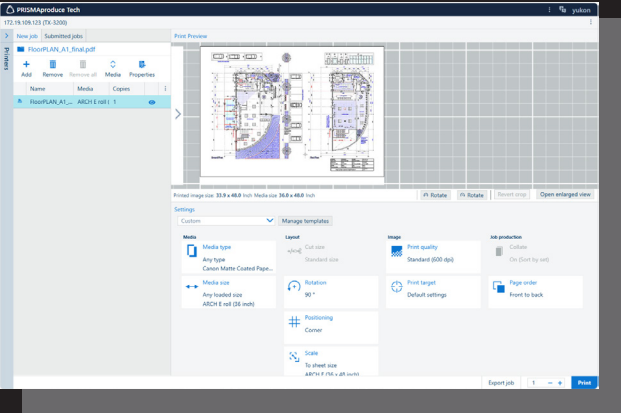 PRISMAproduce Tech
yukon
172.19.109.123 (TX-3200)
New job Submitted jobs
Print Preview
Printers
FloorPLAN_A1_final.pdf
Add Remove Remove all Media Properties
Name Media Copies
FloorPLAN_A1_... ARCH E roll ( 1
Printed image size: 33.9 x 48.0 Inch Media size 36.0 x 48.0 Inch
Rotate Rotate Revert crop Open enlarged view
Settings
Custom Manage templates
Media Layout Image Job production
Media type Cut size Print quality Collate
Any type Standard size Standard (600 dpi) On (Sort by set)
Canon Matte Coated Pape...
Media size Rotation Print target Page order
Any loaded size 90 ° Default settings Front to back
ARCH E roll (36 inch)
Positioning
Corner
Scale
To sheet size
ARCH E (36 x 48 inch)
Export job 1 - + Print